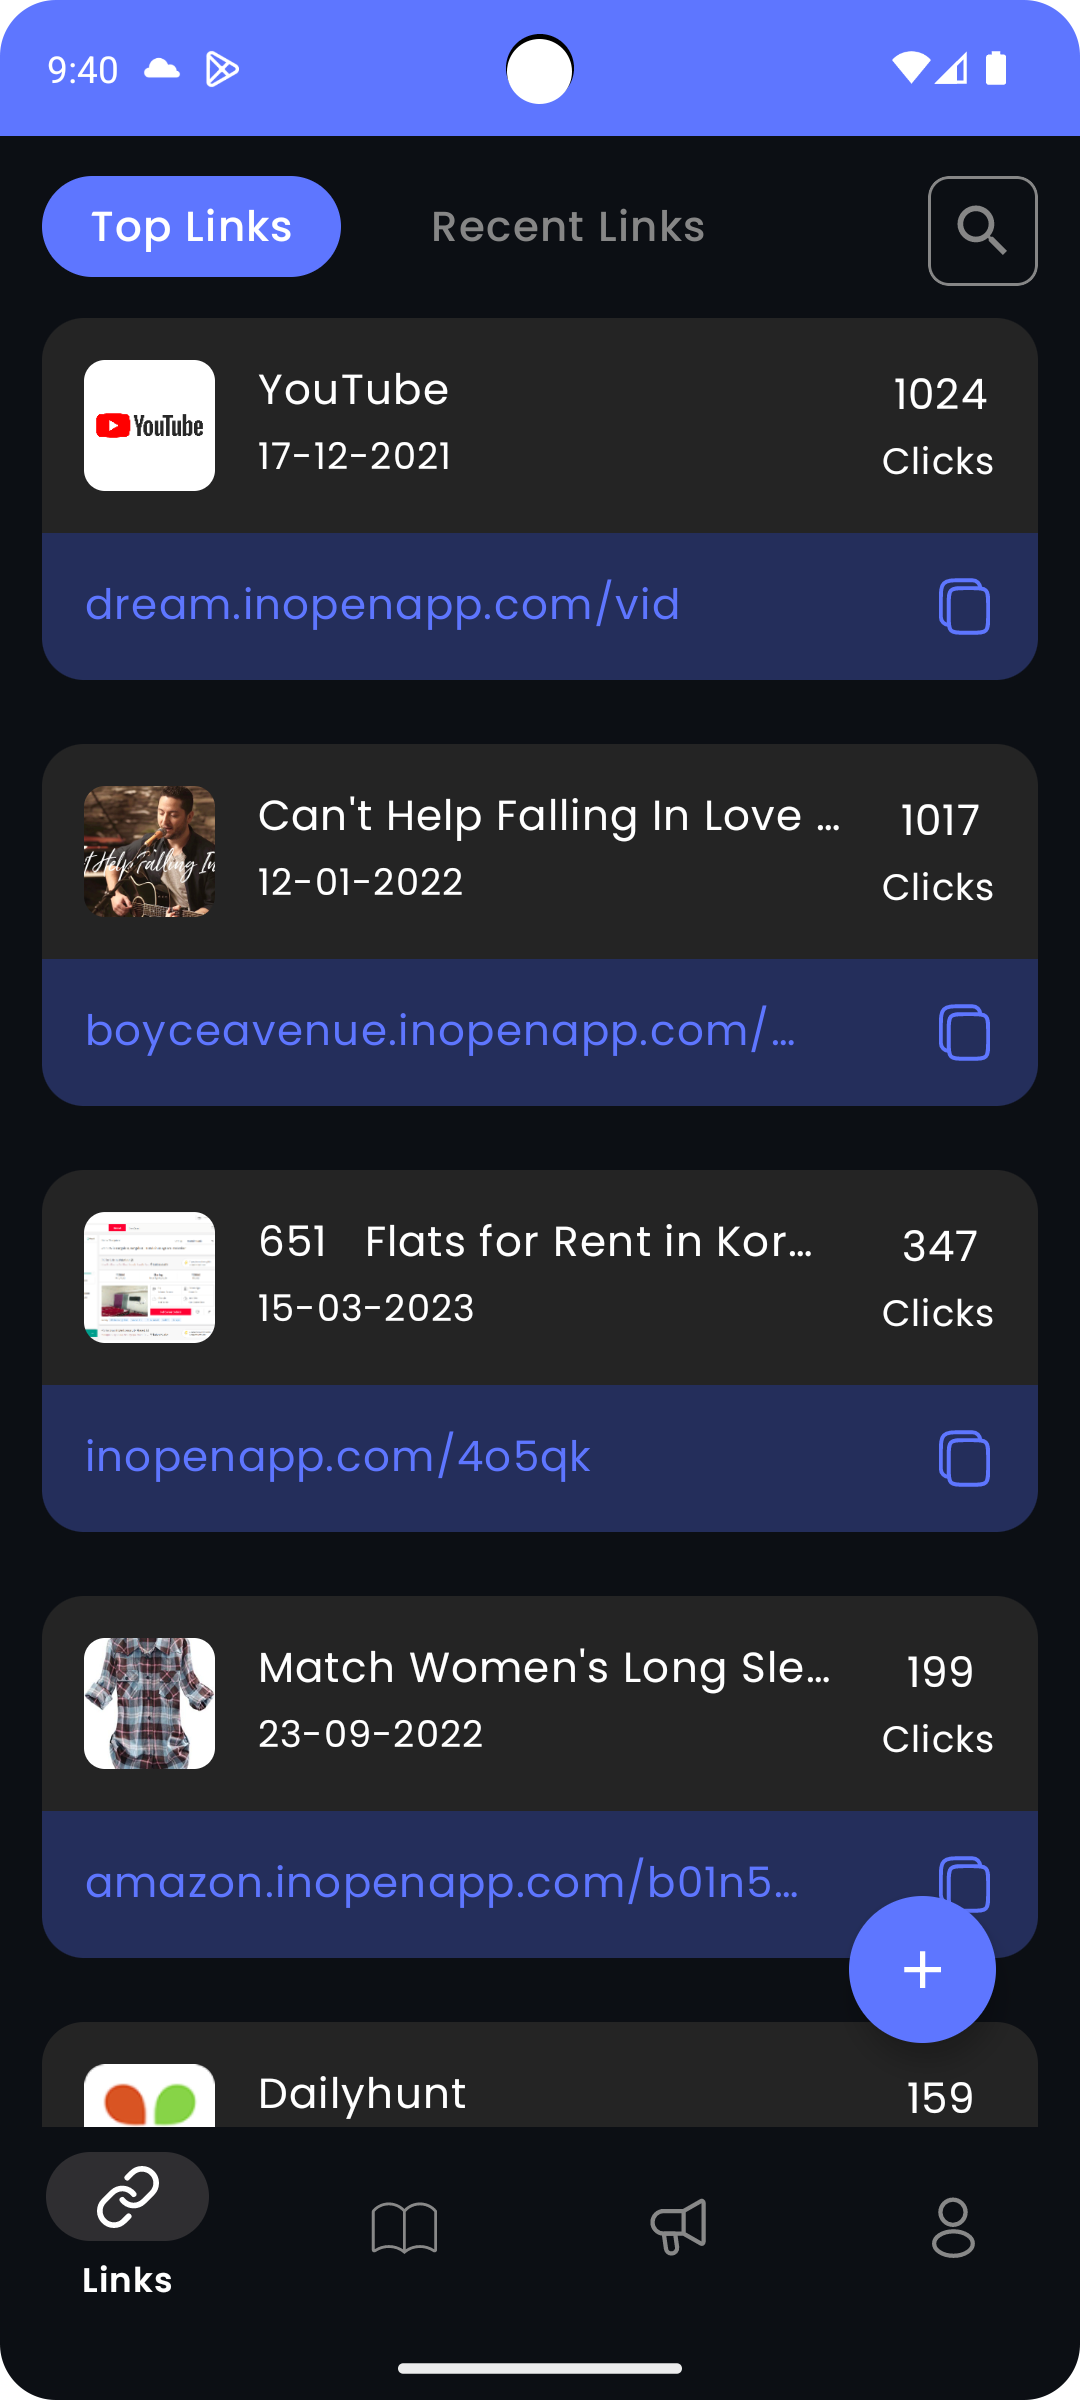 9:40
Top Links
Recent Links
YouTube
YouTube
17-12-2021
1024
Clicks
dream.inopenapp.com/vid
t Help Falling In
Can't Help Falling In Love ...
12-01-2022
1017
Clicks
boyceavenue.inopenapp.com/...
651 Flats for Rent in Kor...
15-03-2023
347
Clicks
inopenapp.com/4o5qk
Match Women's Long Sle...
23-09-2022
199
Clicks
amazon.inopenapp.com/b01n5...
Dailyhunt
159
Links